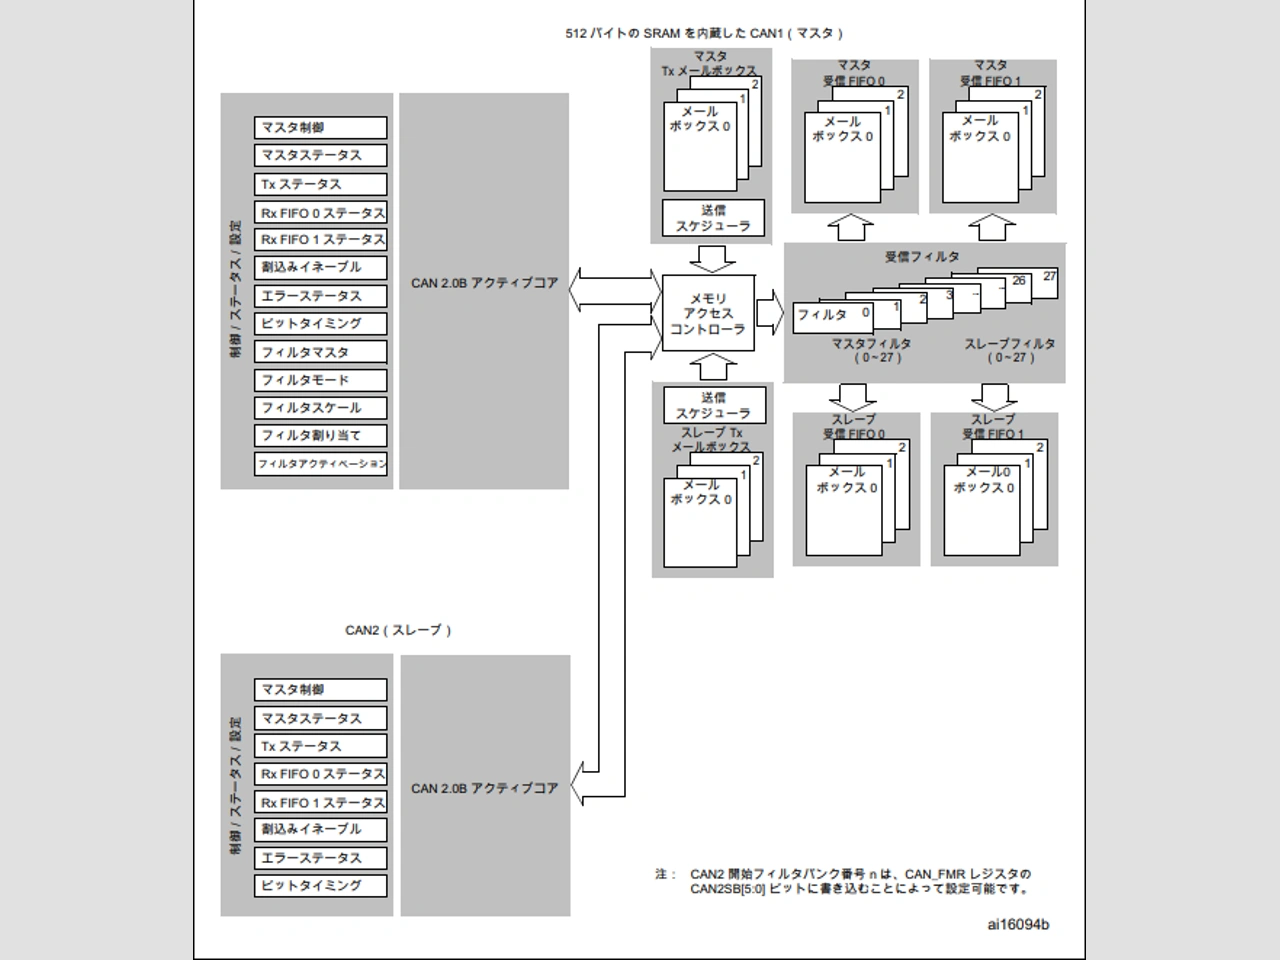 512 バイトの SRAM を内蔵した CAN1 ( マスタ )
制御 / ステータス / 設定
マスタ制御
マスタステータス
Tx ステータス
Rx FIFO 0 ステータス
Rx FIFO 1 ステータス
割込みイネーブル
エラーステータス
ビットタイミング
フィルタマスタ
フィルタモード
フィルタスケール
フィルタ割り当て
フィルタアクティベーション
CAN 2.0B アクティブコア
マスタ
Tx メールボックス
2
1
メール
ボックス 0
送信
スケジューラ
マスタ
受信 FIFO 0
2
1
メール
ボックス 0
マスタ
受信 FIFO 1
2
1
メール
ボックス 0
メモリ
アクセス
コントローラ
受信フィルタ
フィルタ 0
1
2
3
26
27
マスタフィルタ
( 0~27 )
スレーブフィルタ
( 0~27 )
送信
スケジューラ
スレーブ Tx
メールボックス
2
1
メール
ボックス 0
スレーブ
受信 FIFO 0
2
1
メール
ボックス 0
スレーブ
受信 FIFO 1
2
1
メール0
ボックス 0
CAN2 ( スレーブ )
制御 / ステータス / 設定
マスタ制御
マスタステータス
Tx ステータス
Rx FIFO 0 ステータス
Rx FIFO 1 ステータス
割込みイネーブル
エラーステータス
ビットタイミング
CAN 2.0B アクティブコア
注 : CAN2 開始フィルタバンク番号 n は、CAN_FMR レジスタの
CAN2SB[5:0] ビットに書き込むことによって設定可能です。
ai16094b